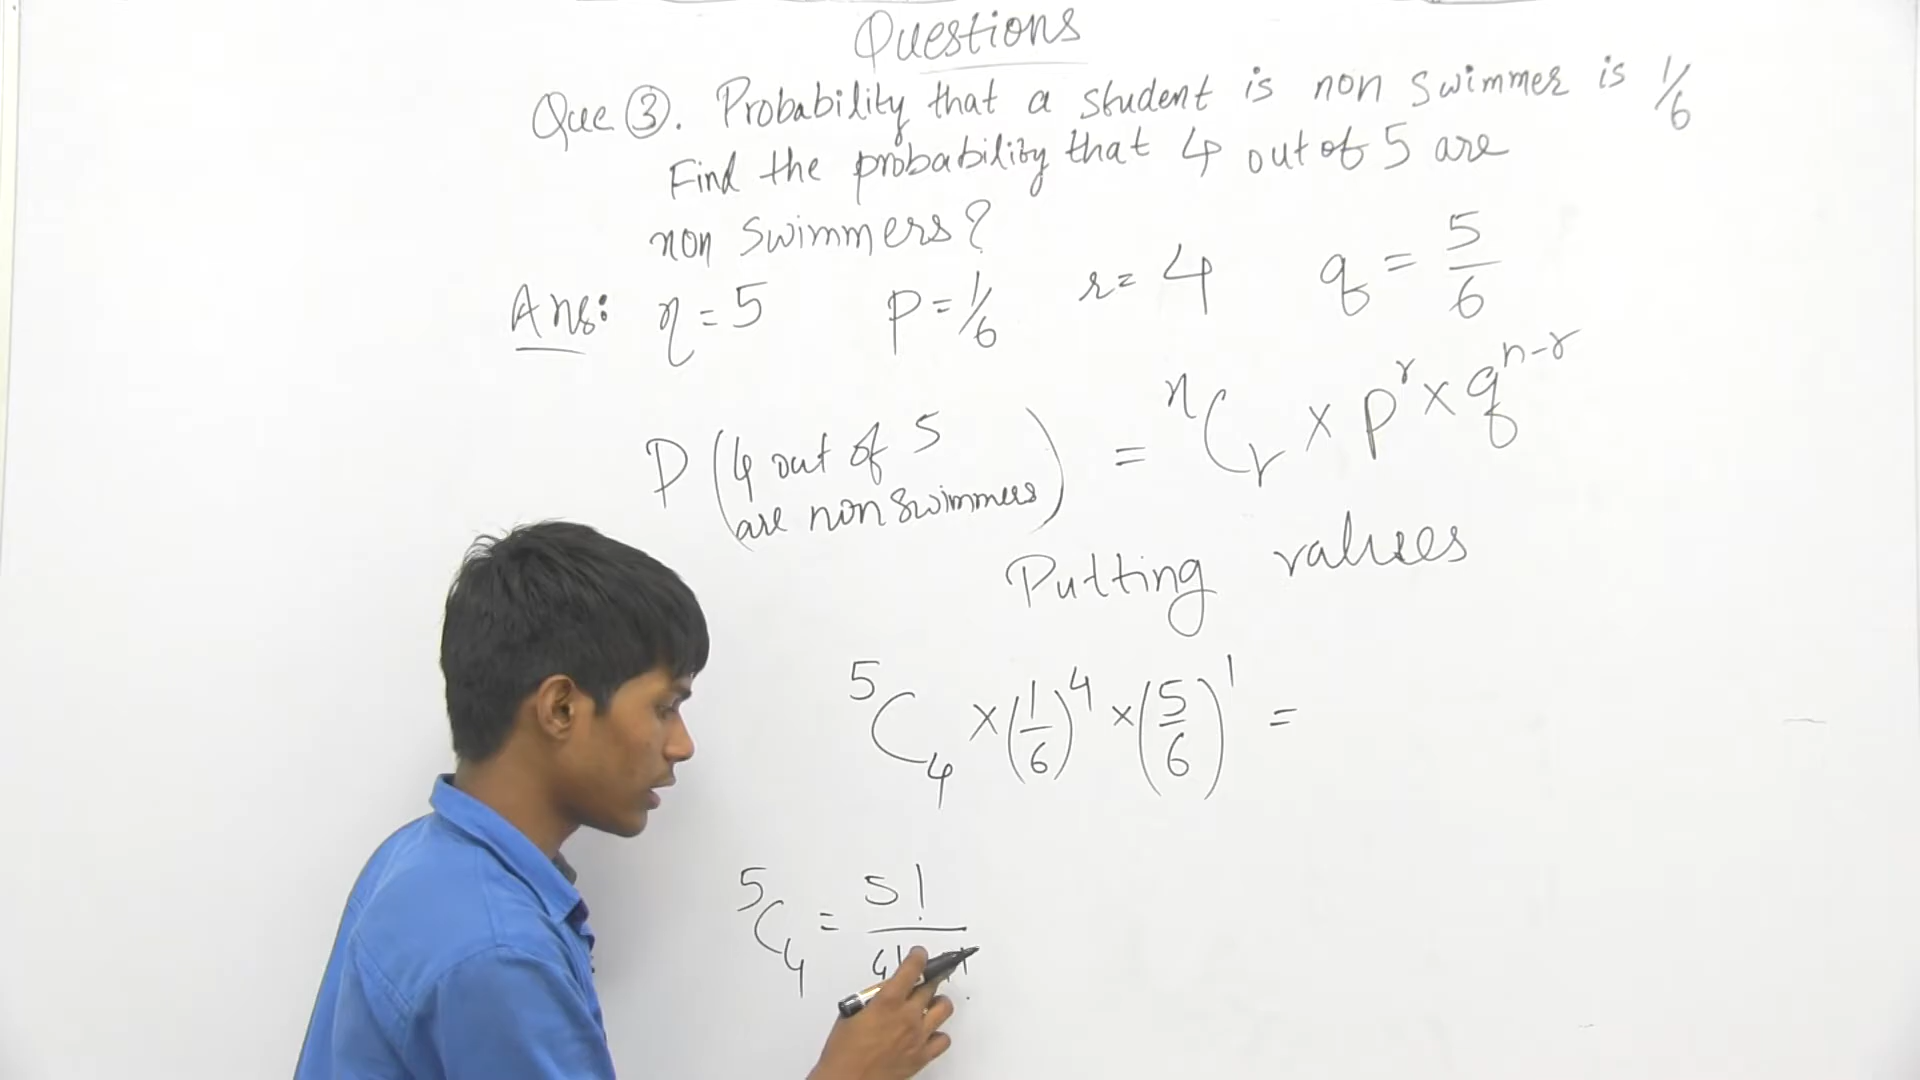 Questions
Que ③. Probability that a student is non swimmer is 1/6
Find the probability that 4 out of 5 are
non swimmers?
Ans: n = 5 p = 1/6 r = 4 q = 5/6
P (4 out of 5 are non swimmers) = ⁿCᵣ × pʳ × qⁿ⁻ʳ
Putting values
⁵C₄ × (1/6)⁴ × (5/6)¹ =
⁵C₄ = 5!